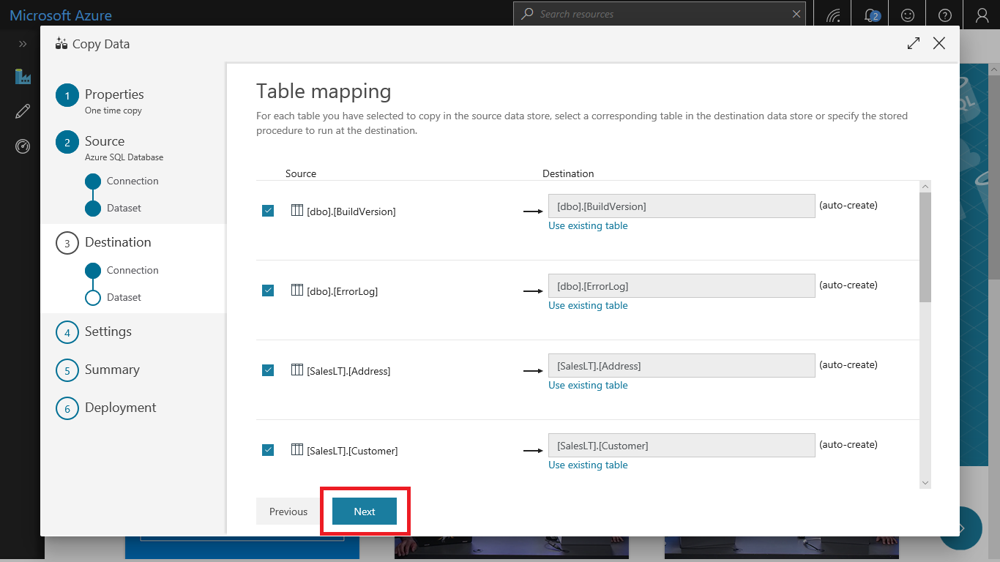 Microsoft Azure
Search resources
2
Copy Data
1 Properties
One time copy
2 Source
Azure SQL Database
Connection
Dataset
3 Destination
Connection
Dataset
4 Settings
5 Summary
6 Deployment
Table mapping
For each table you have selected to copy in the source data store, select a corresponding table in the destination data store or specify the stored
procedure to run at the destination.
Source Destination
[dbo].[BuildVersion] [dbo].[BuildVersion] (auto-create)
Use existing table
[dbo].[ErrorLog] [dbo].[ErrorLog] (auto-create)
Use existing table
[SalesLT].[Address] [SalesLT].[Address] (auto-create)
Use existing table
[SalesLT].[Customer] [SalesLT].[Customer] (auto-create)
Use existing table
Previous Next